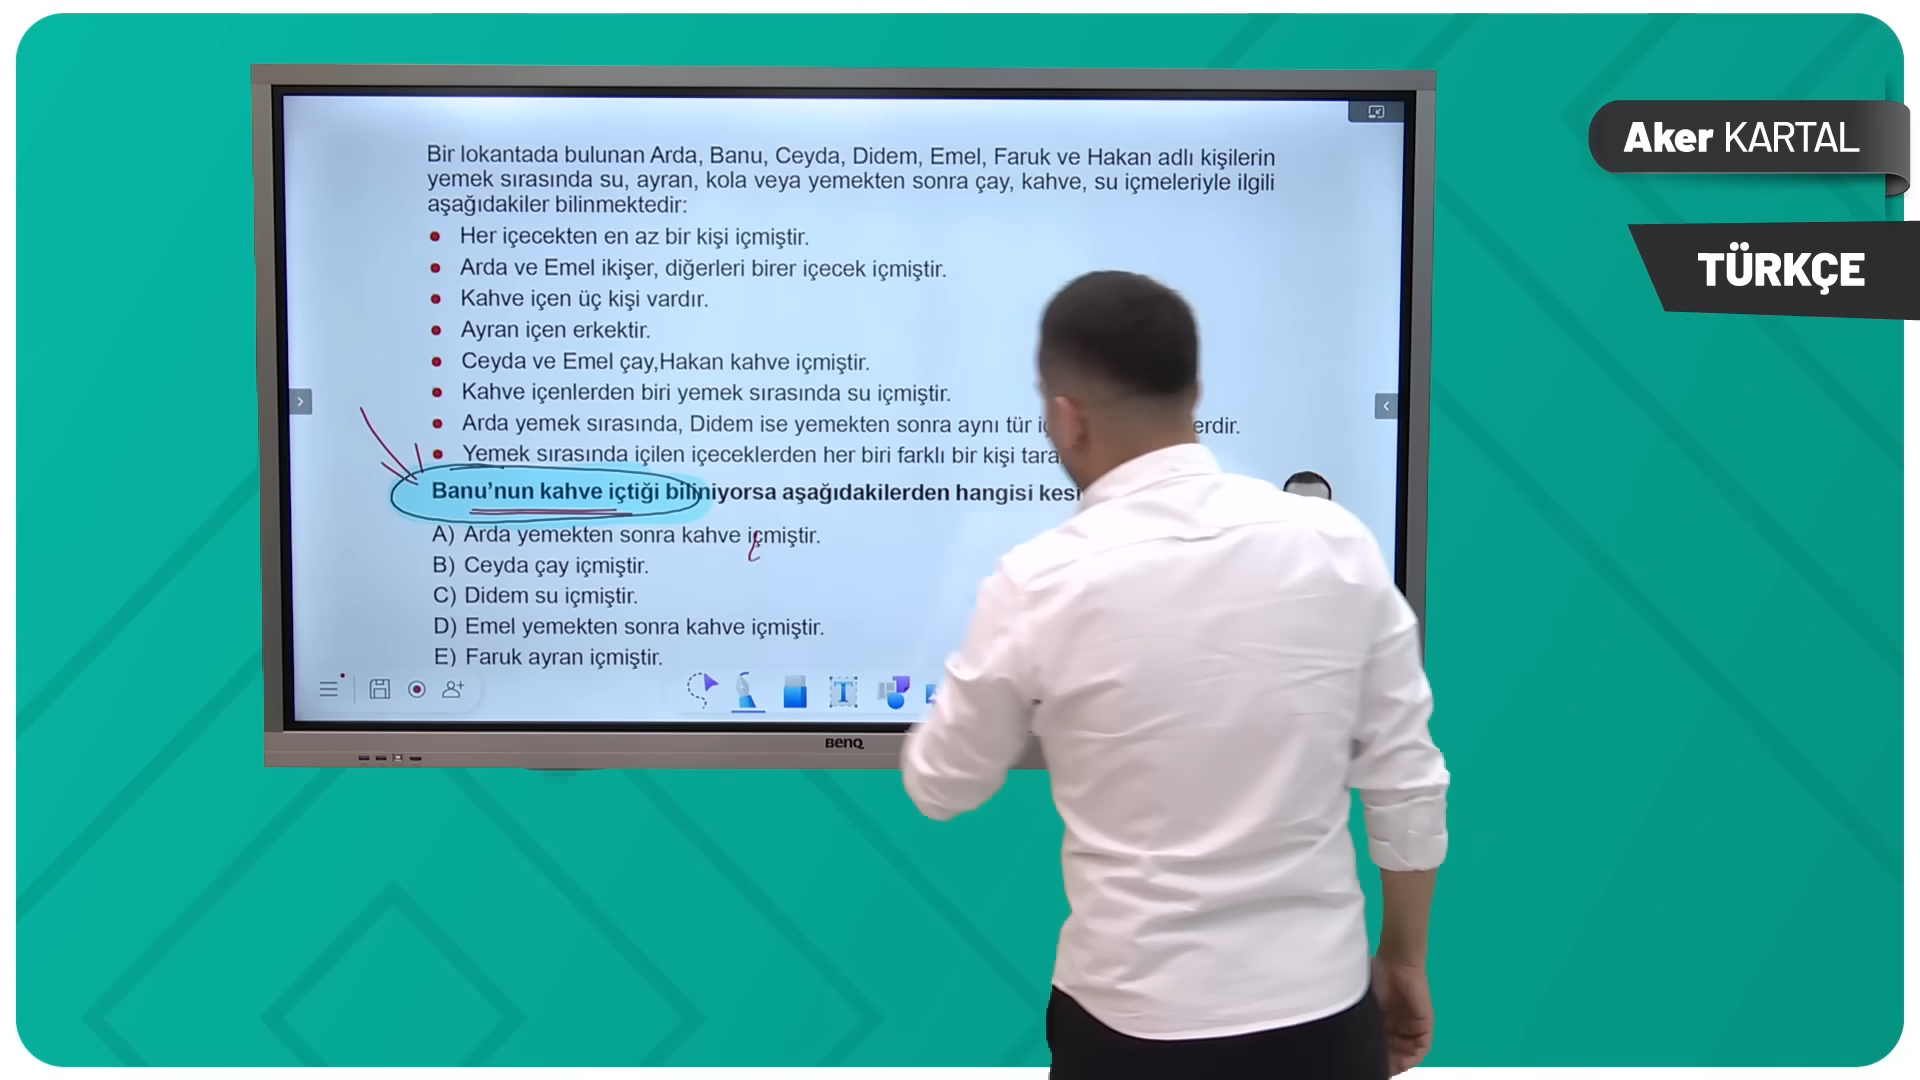 Aker KARTAL
TÜRKÇE
Bir lokantada bulunan Arda, Banu, Ceyda, Didem, Emel, Faruk ve Hakan adlı kişilerin
yemek sırasında su, ayran, kola veya yemekten sonra çay, kahve, su içmeleriyle ilgili
aşağıdakiler bilinmektedir:
• Her içecekten en az bir kişi içmiştir.
• Arda ve Emel ikişer, diğerleri birer içecek içmiştir.
• Kahve içen üç kişi vardır.
• Ayran içen erkektir.
• Ceyda ve Emel çay,Hakan kahve içmiştir.
• Kahve içenlerden biri yemek sırasında su içmiştir.
• Arda yemek sırasında, Didem ise yemekten sonra aynı tür
• Yemek sırasında içilen içeceklerden her biri farklı bir kişi
Banu'nun kahve içtiği biliniyorsa aşağıdakilerden hangisi
A) Arda yemekten sonra kahve içmiştir.
B) Ceyda çay içmiştir.
C) Didem su içmiştir.
D) Emel yemekten sonra kahve içmiştir.
E) Faruk ayran içmiştir.
T
BenQ